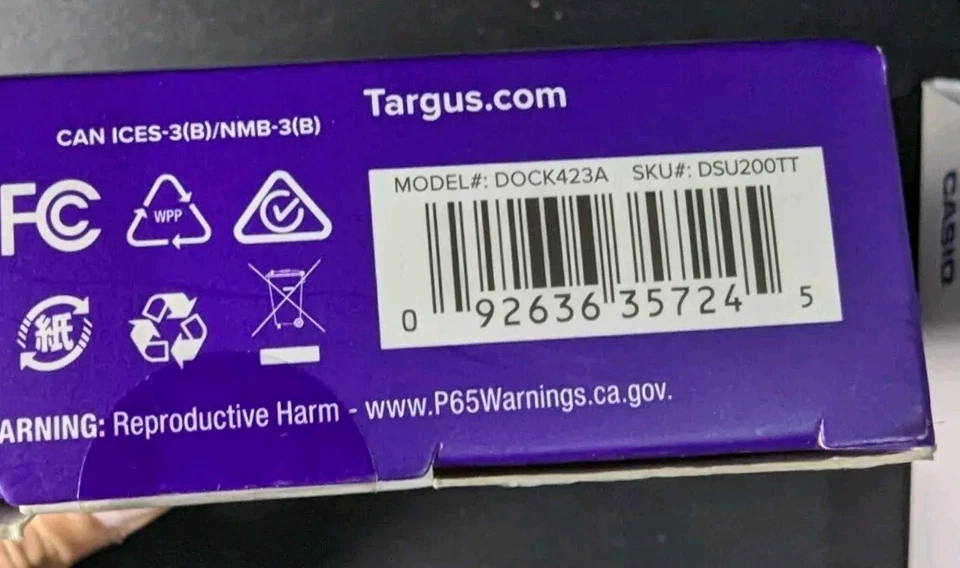 Targus.com
CAN ICES-3(B)/NMB-3(B)
MODEL#: DOCK423A SKU#: DSU200TT
FC
WPP
紙
0 92636 35724 5
ARNING: Reproductive Harm - www.P65Warnings.ca.gov.
CASIO